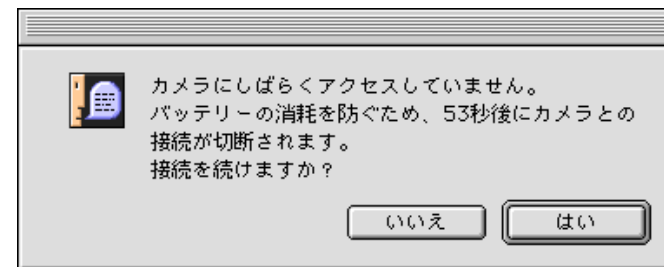 カメラにしばらくアクセスしていません。
バッテリーの消耗を防ぐため、53秒後にカメラとの
接続が切断されます。
接続を続けますか？
いいえ
はい